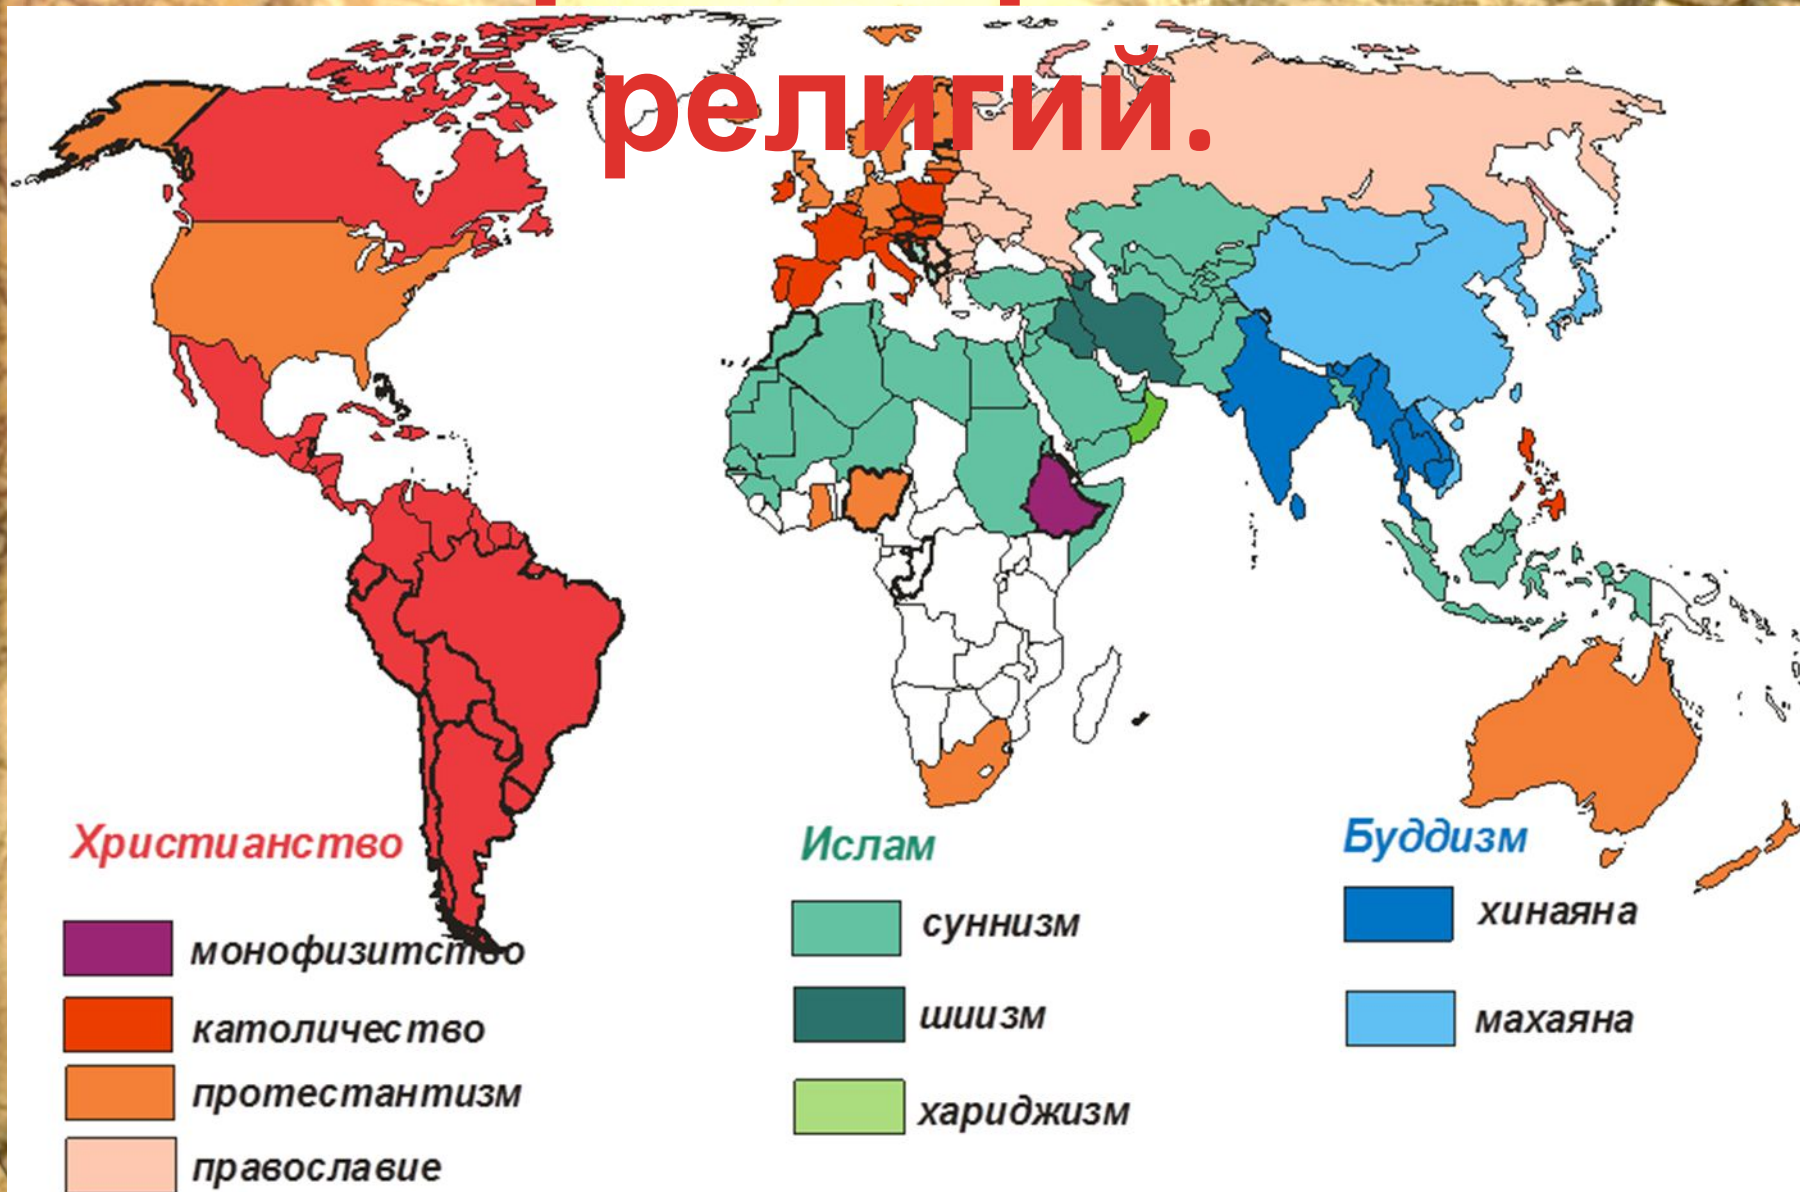 религий.
Христианство
монофизитство
католичество
протестантизм
православие
Ислам
суннизм
шиизм
хариджизм
Буддизм
хинаяна
махаяна